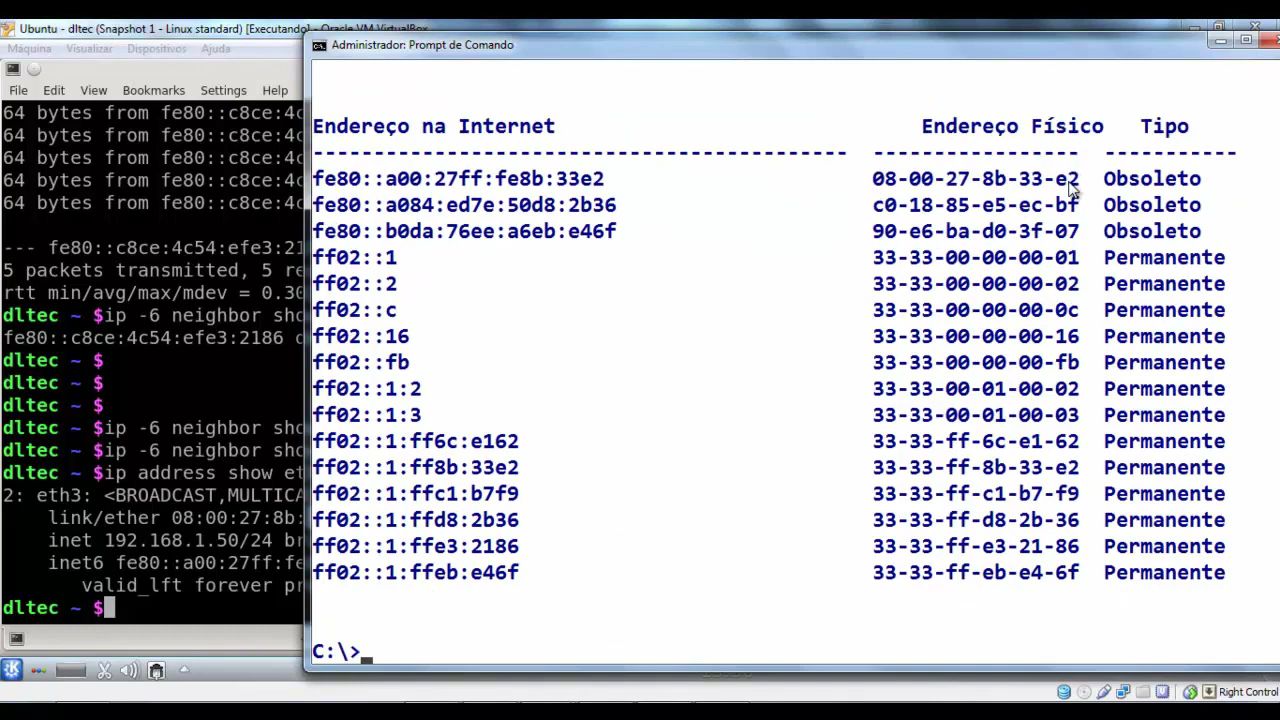 Ubuntu - dltec (Snapshot 1 - Linux standard) [Executando] - Oracle VM VirtualBox
Máquina Visualizar Dispositivos Ajuda
File Edit View Bookmarks Settings Help
64 bytes from fe80::c8ce:4c
64 bytes from fe80::c8ce:4c
64 bytes from fe80::c8ce:4c
64 bytes from fe80::c8ce:4c
64 bytes from fe80::c8ce:4c
--- fe80::c8ce:4c54:efe3:21
5 packets transmitted, 5 re
rtt min/avg/max/mdev = 0.30
dltec ~ $ip -6 neighbor sho
fe80::c8ce:4c54:efe3:2186 d
dltec ~ $
dltec ~ $
dltec ~ $
dltec ~ $ip -6 neighbor sho
dltec ~ $ip -6 neighbor sho
dltec ~ $ip address show et
2: eth3: <BROADCAST,MULTICA
link/ether 08:00:27:8b:
inet 192.168.1.50/24 br
inet6 fe80::a00:27ff:fe
valid_lft forever pr
dltec ~ $
Administrador: Prompt de Comando
Endereço na Internet Endereço Físico Tipo
--------------------------------------------  -----------------  -----------
fe80::a00:27ff:fe8b:33e2 08-00-27-8b-33-e2 Obsoleto
fe80::a084:ed7e:50d8:2b36 c0-18-85-e5-ec-bf Obsoleto
fe80::b0da:76ee:a6eb:e46f 90-e6-ba-d0-3f-07 Obsoleto
ff02::1 33-33-00-00-00-01 Permanente
ff02::2 33-33-00-00-00-02 Permanente
ff02::c 33-33-00-00-00-0c Permanente
ff02::16 33-33-00-00-00-16 Permanente
ff02::fb 33-33-00-00-00-fb Permanente
ff02::1:2 33-33-00-01-00-02 Permanente
ff02::1:3 33-33-00-01-00-03 Permanente
ff02::1:ff6c:e162 33-33-ff-6c-e1-62 Permanente
ff02::1:ff8b:33e2 33-33-ff-8b-33-e2 Permanente
ff02::1:ffc1:b7f9 33-33-ff-c1-b7-f9 Permanente
ff02::1:ffd8:2b36 33-33-ff-d8-2b-36 Permanente
ff02::1:ffe3:2186 33-33-ff-e3-21-86 Permanente
ff02::1:ffeb:e46f 33-33-ff-eb-e4-6f Permanente
C:\>
Right Control